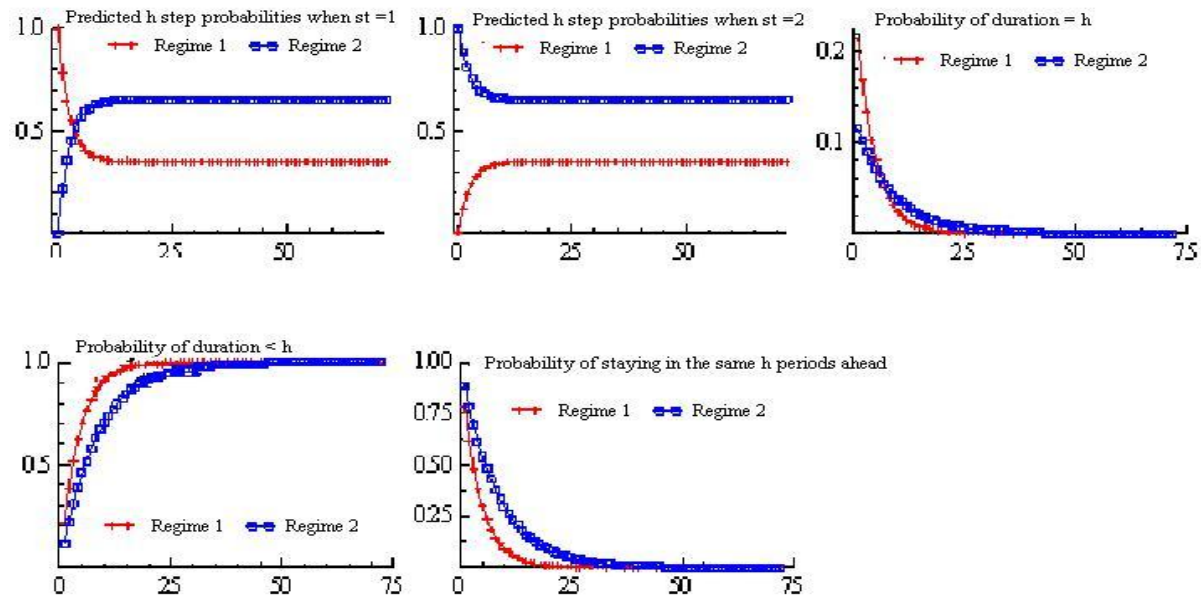 Predicted h step probabilities when st =1
1.0
Regime 1 Regime 2
0.5
0 25 50
Predicted h step probabilities when st =2
1.0
Regime 1 Regime 2
0.5
0 25 50
Probability of duration = h
0.2
Regime 1 Regime 2
0.1
0 25 50 75
Probability of duration < h
1.0
0.5
Regime 1 Regime 2
0 25 50 75
Probability of staying in the same h periods ahead
1.00
Regime 1 Regime 2
0.75
0.50
0.25
0 25 50 75